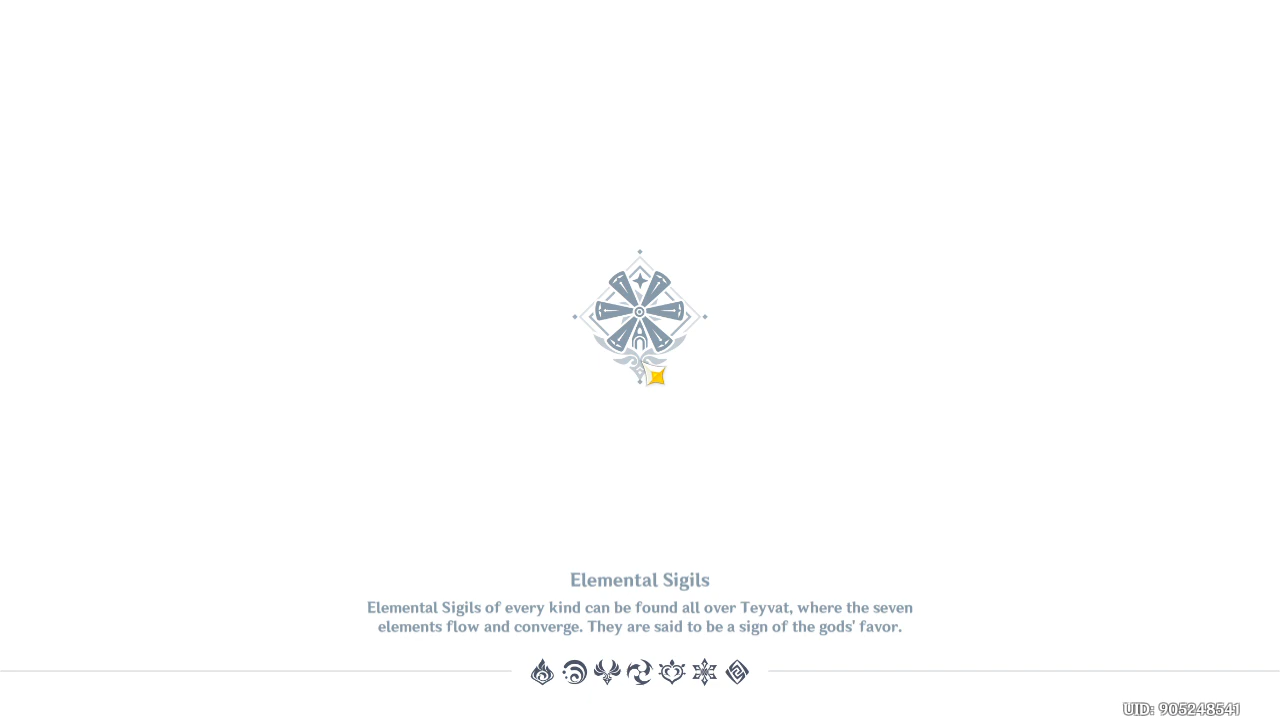 Elemental Sigils
Elemental Sigils of every kind can be found all over Teyvat, where the seven
elements flow and converge. They are said to be a sign of the gods' favor.
UID: 905248541